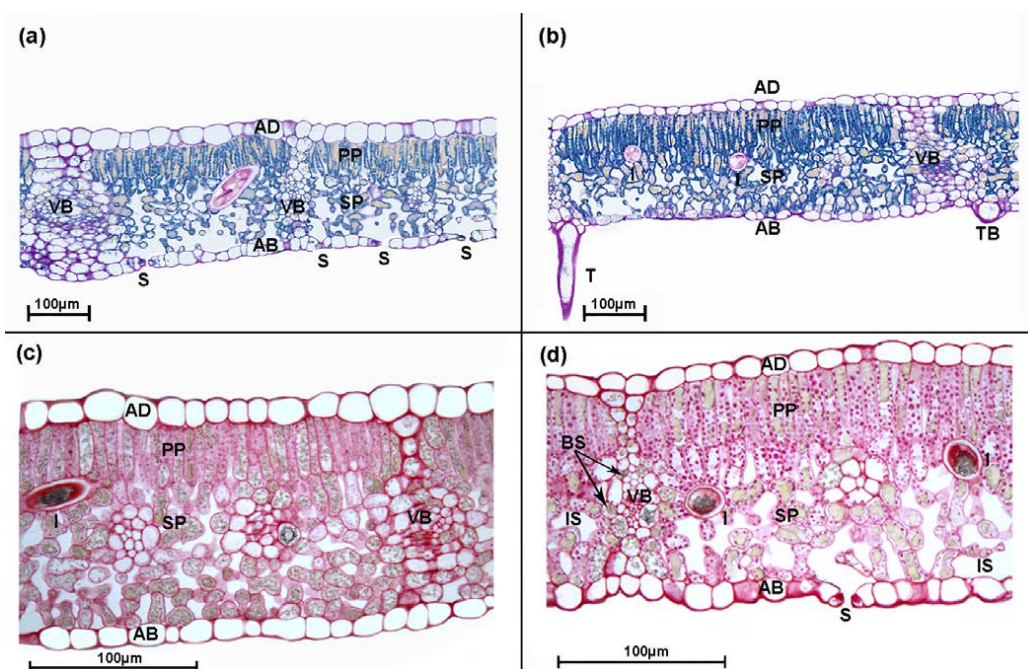 (a)
AD
PP
VB
VB
SP
AB
S
S
S
S
100µm
(b)
AD
PP
VB
I
I
SP
AB
TB
T
100µm
(c)
AD
PP
I
SP
VB
AB
100µm
(d)
AD
PP
BS
I
VB
I
IS
SP
IS
AB
S
100µm